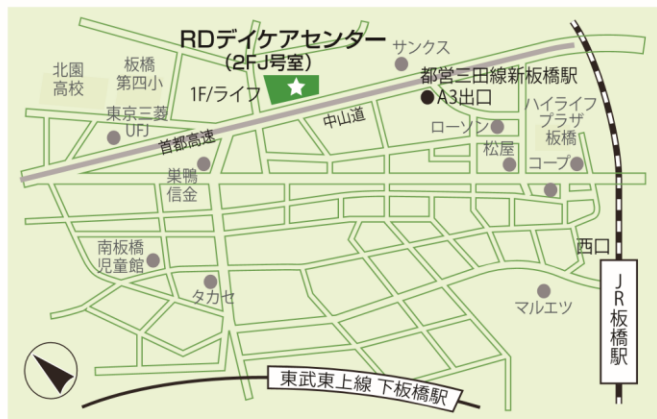 RDデイケアセンター
(2FJ号室)
サンクス
北園
高校
板橋
第四小
1F/ライフ
都営三田線新板橋駅
A3出口
東京三菱
UFJ
首都高速
中山道
ローソン
ハイライフ
プラザ
板橋
松屋
コープ
巣鴨
信金
南板橋
児童館
タカセ
西口
マルエツ
JR板橋駅
東武東上線 下板橋駅